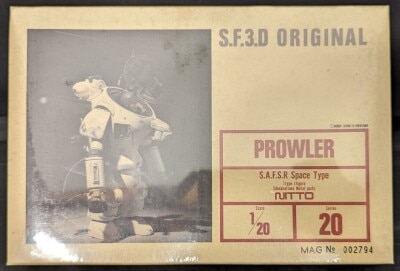 S.F.3.D ORIGINAL
PROWLER
S.A.F.S.R Space Type
NITTO
Scale
1/20
Series
20
MAG No 002794